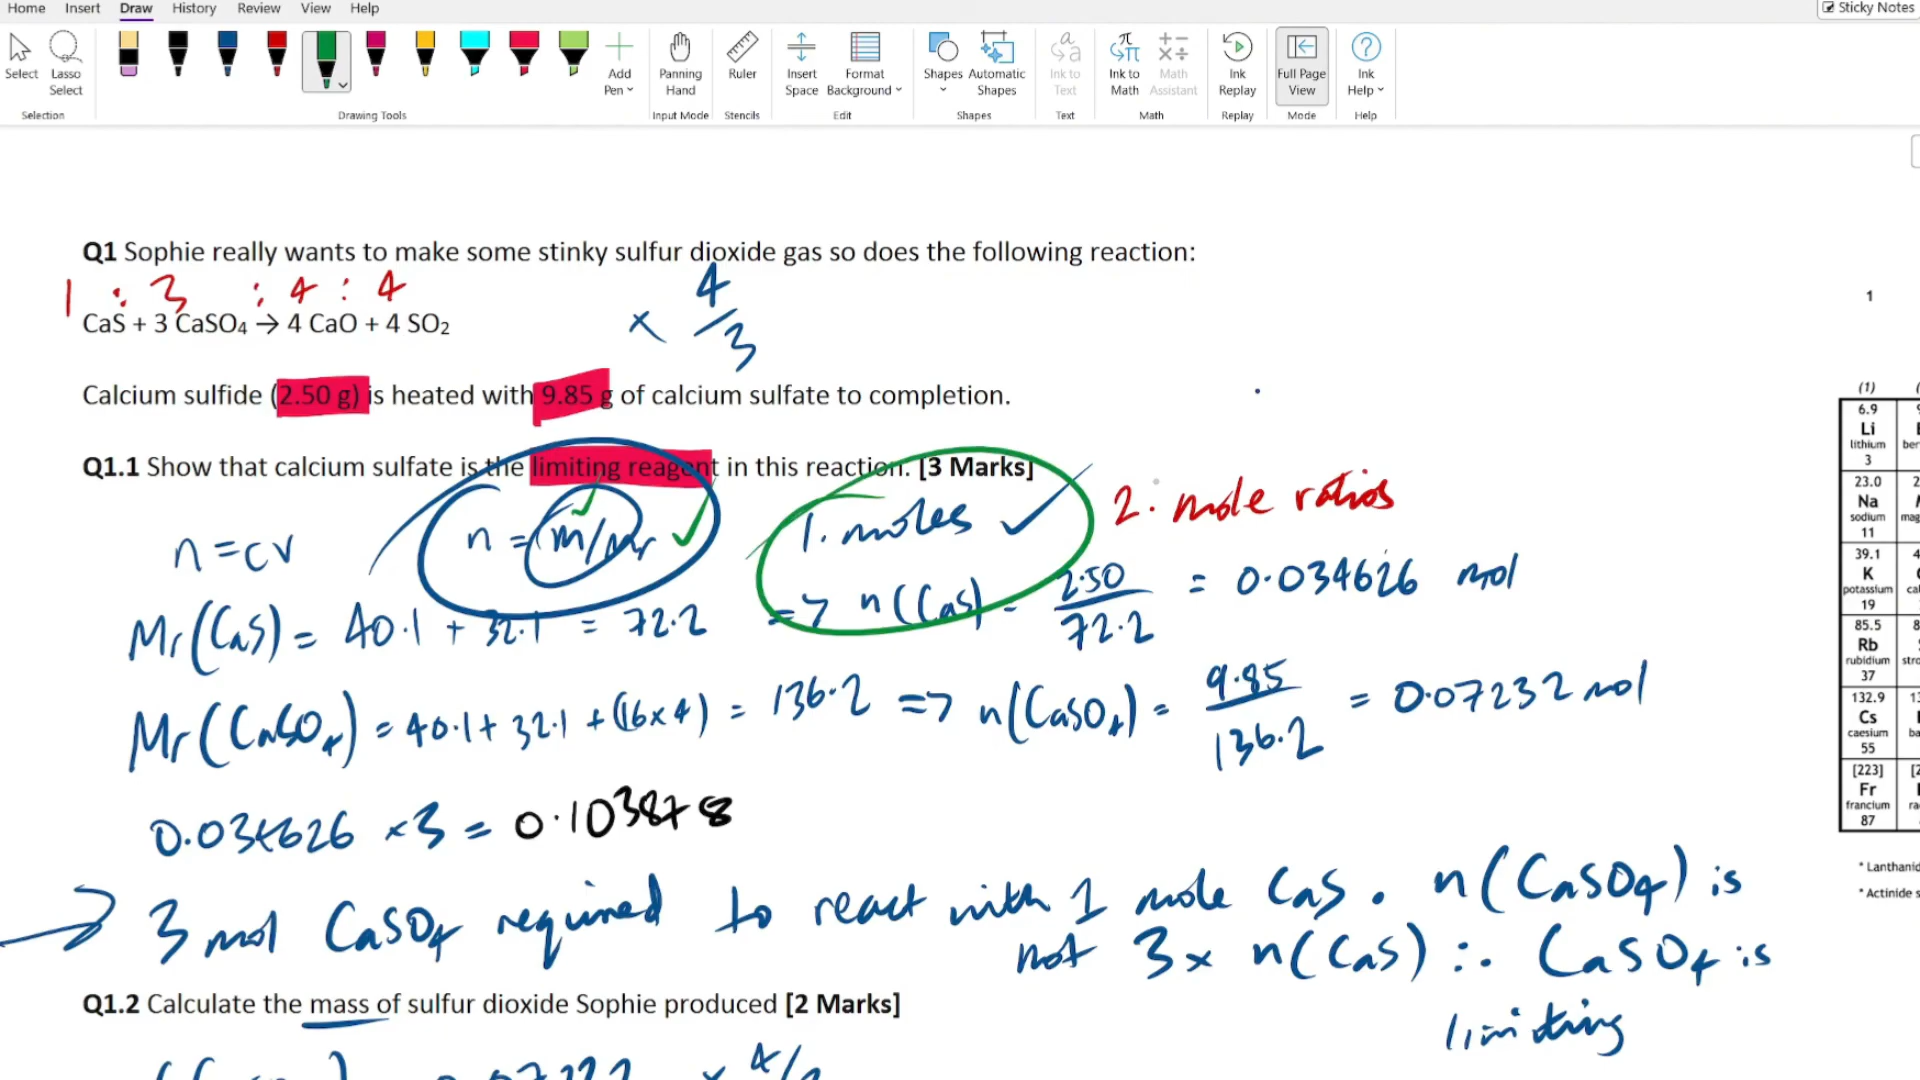 Home Insert Draw History Review View Help Sticky Notes
Select Lasso Select Add Pen Panning Hand Ruler Insert Space Format Background Shapes Automatic Shapes Ink to Text Ink to Math Math Assistant Ink Replay Full Page View Ink Help
Selection Drawing Tools Input Mode Stencils Edit Shapes Text Math Replay Mode Help
Q1 Sophie really wants to make some stinky sulfur dioxide gas so does the following reaction:
1 : 3 : 4 : 4
× 4/3
CaS + 3 CaSO4 → 4 CaO + 4 SO2
Calcium sulfide (2.50 g) is heated with 9.85 g of calcium sulfate to completion.
Q1.1 Show that calcium sulfate is the limiting reagent in this reaction. [3 Marks]
n = cv n = m/Mr ✓ 1. moles ✓ 2. mole ratios
Mr(CaS) = 40.1 + 32.1 = 72.2 => n(CaS) = 2.50/72.2 = 0.034626 mol
Mr(CaSO4) = 40.1 + 32.1 + (16×4) = 136.2 => n(CaSO4) = 9.85/136.2 = 0.07232 mol
0.034626 ×3 = 0.103878
→ 3 mol CaSO4 required to react with 1 mole CaS. n(CaSO4) is
not 3× n(CaS) ∴ CaSO4 is
limiting
Q1.2 Calculate the mass of sulfur dioxide Sophie produced [2 Marks]
1
(1)
6.9
Li
lithium
3
23.0
Na
sodium
11
39.1
K
potassium
19
85.5
Rb
rubidium
37
132.9
Cs
caesium
55
[223]
Fr
francium
87
* Lanthanid
* Actinide s